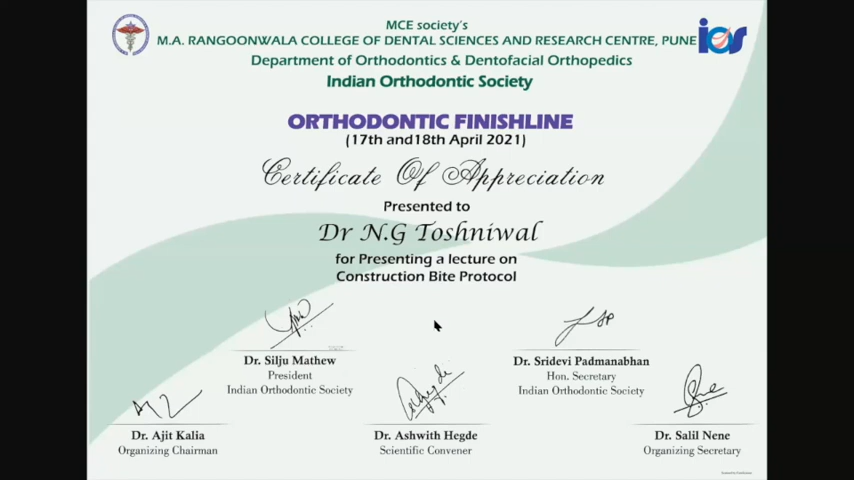 MCE society's
M.A. RANGOONWALA COLLEGE OF DENTAL SCIENCES AND RESEARCH CENTRE, PUNE
ios
Department of Orthodontics & Dentofacial Orthopedics
Indian Orthodontic Society
ORTHODONTIC FINISHLINE
(17th and18th April 2021)
Certificate Of Appreciation
Presented to
Dr N.G Toshniwal
for Presenting a lecture on
Construction Bite Protocol
Dr. Silju Mathew
President
Indian Orthodontic Society
Dr. Sridevi Padmanabhan
Hon. Secretary
Indian Orthodontic Society
Dr. Ajit Kalia
Organizing Chairman
Dr. Ashwith Hegde
Scientific Convener
Dr. Salil Nene
Organizing Secretary